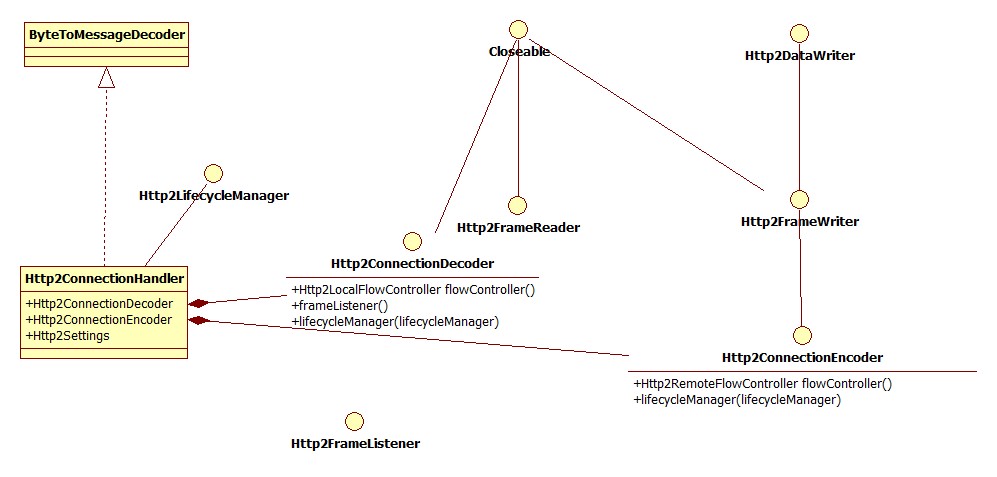 ByteToMessageDecoder
Closeable
Http2DataWriter
Http2LifecycleManager
Http2FrameReader
Http2FrameWriter
Http2ConnectionHandler
+Http2ConnectionDecoder
+Http2ConnectionEncoder
+Http2Settings
Http2ConnectionDecoder
+Http2LocalFlowController flowController()
+frameListener()
+lifecycleManager(lifecycleManager)
Http2ConnectionEncoder
+Http2RemoteFlowController flowController()
+lifecycleManager(lifecycleManager)
Http2FrameListener